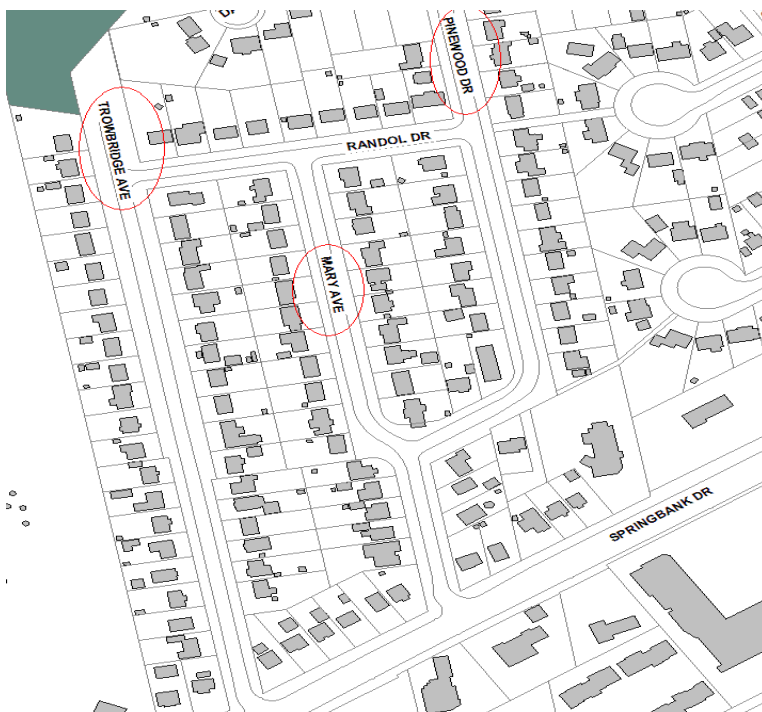 PINEWOOD DR
TROWBRIDGE AVE
RANDOL DR
MARY AVE
SPRINGBANK DR